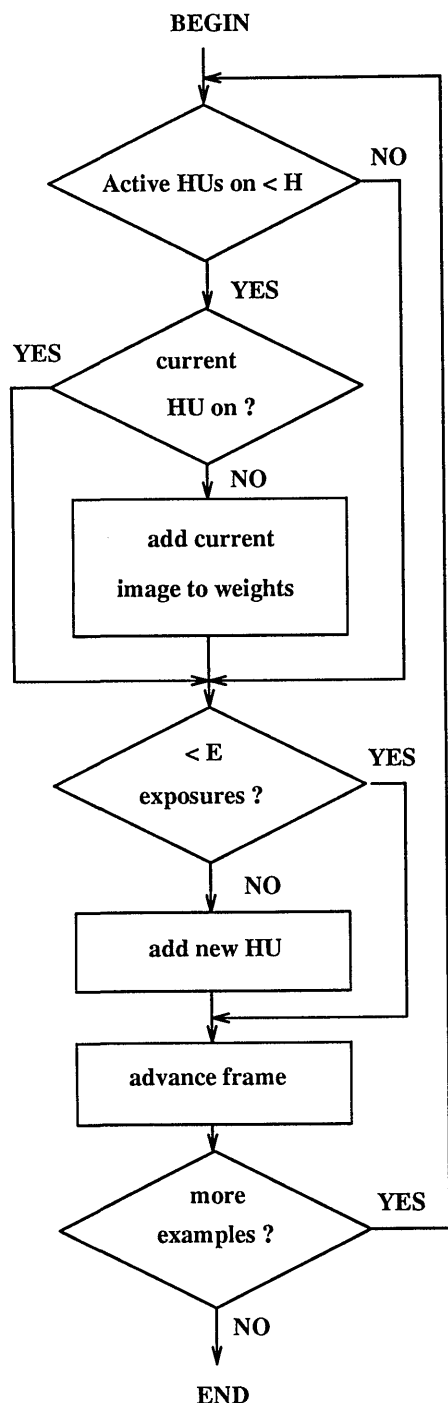 BEGIN
Active HUs on < H
NO
YES
YES
current
HU on ?
NO
add current
image to weights
< E
exposures ?
YES
NO
add new HU
advance frame
more
examples ?
YES
NO
END